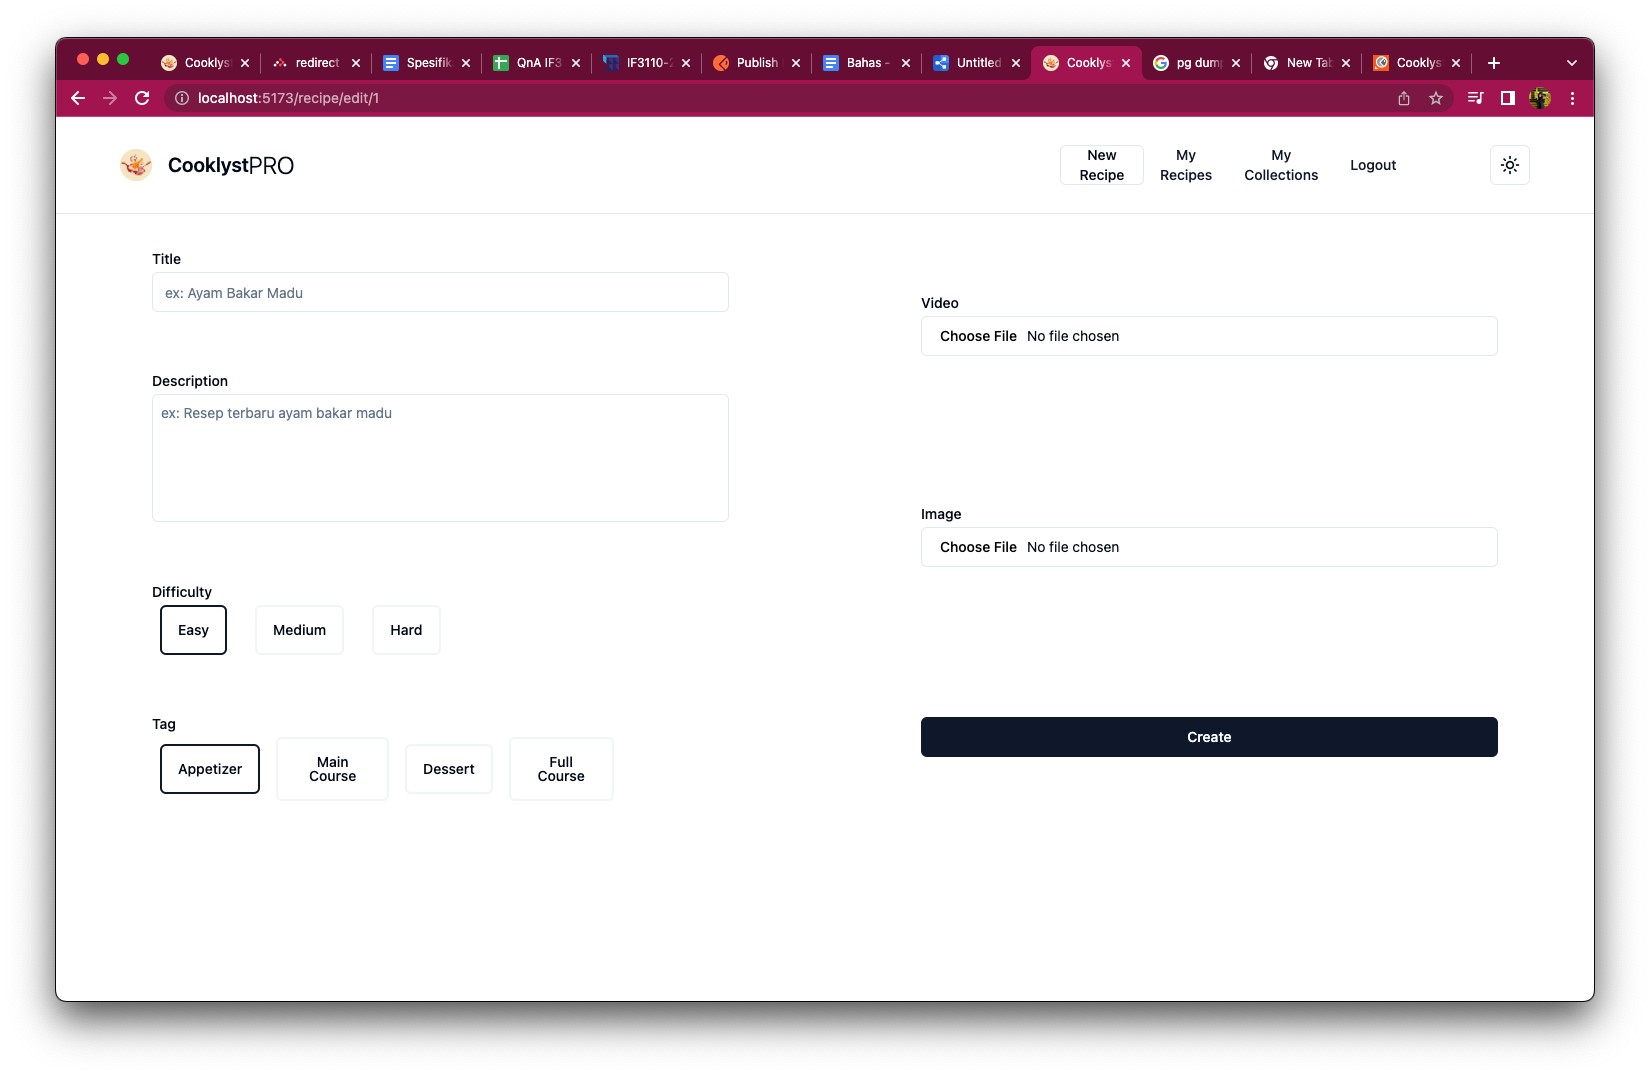 Cooklyst
redirect
Spesifik
QnA IF3
IF3110-2
Publish
Bahas -
Untitled
Cooklys
pg dump
New Tab
Cooklys
localhost:5173/recipe/edit/1
CooklystPRO
New
Recipe
My
Recipes
My
Collections
Logout
Title
ex: Ayam Bakar Madu
Description
ex: Resep terbaru ayam bakar madu
Difficulty
Easy
Medium
Hard
Tag
Appetizer
Main
Course
Dessert
Full
Course
Video
Choose File No file chosen
Image
Choose File No file chosen
Create